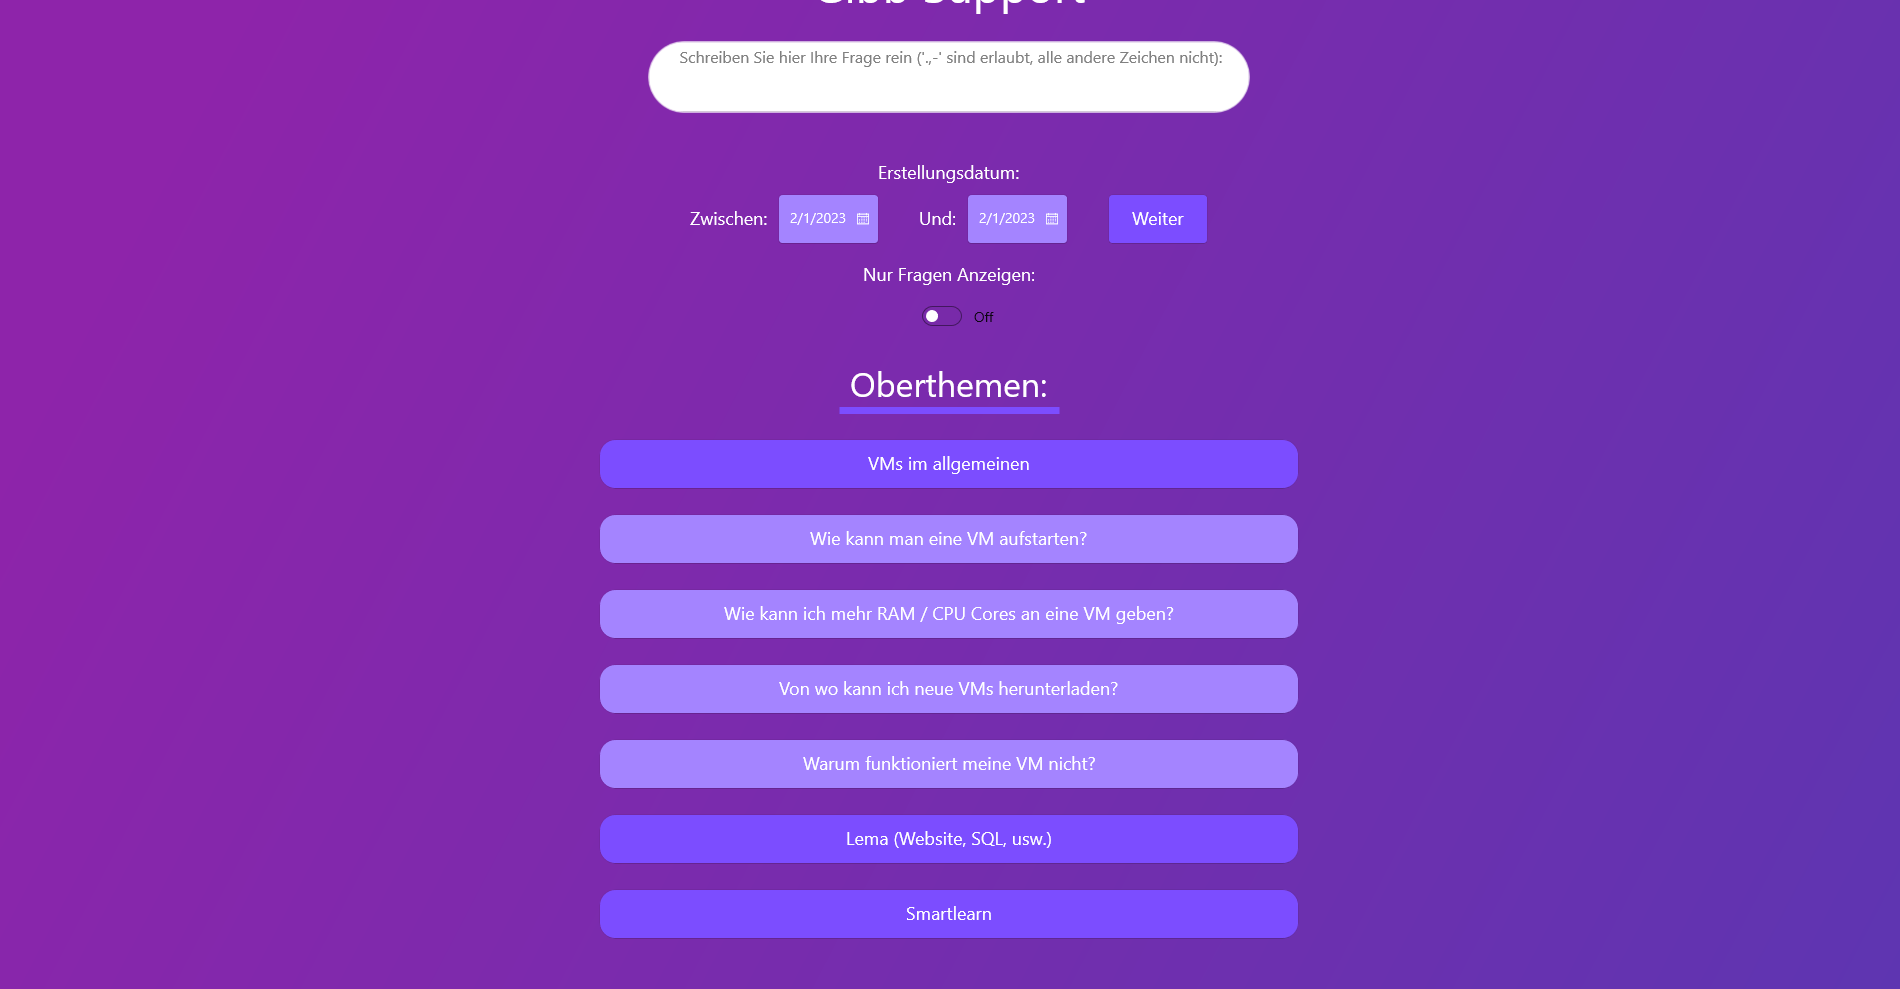 Gibb Support
Schreiben Sie hier Ihre Frage rein ('.,-' sind erlaubt, alle andere Zeichen nicht):
Erstellungsdatum:
Zwischen: 2/1/2023 Und: 2/1/2023 Weiter
Nur Fragen Anzeigen:
Off
Oberthemen:
VMs im allgemeinen
Wie kann man eine VM aufstarten?
Wie kann ich mehr RAM / CPU Cores an eine VM geben?
Von wo kann ich neue VMs herunterladen?
Warum funktioniert meine VM nicht?
Lema (Website, SQL, usw.)
Smartlearn